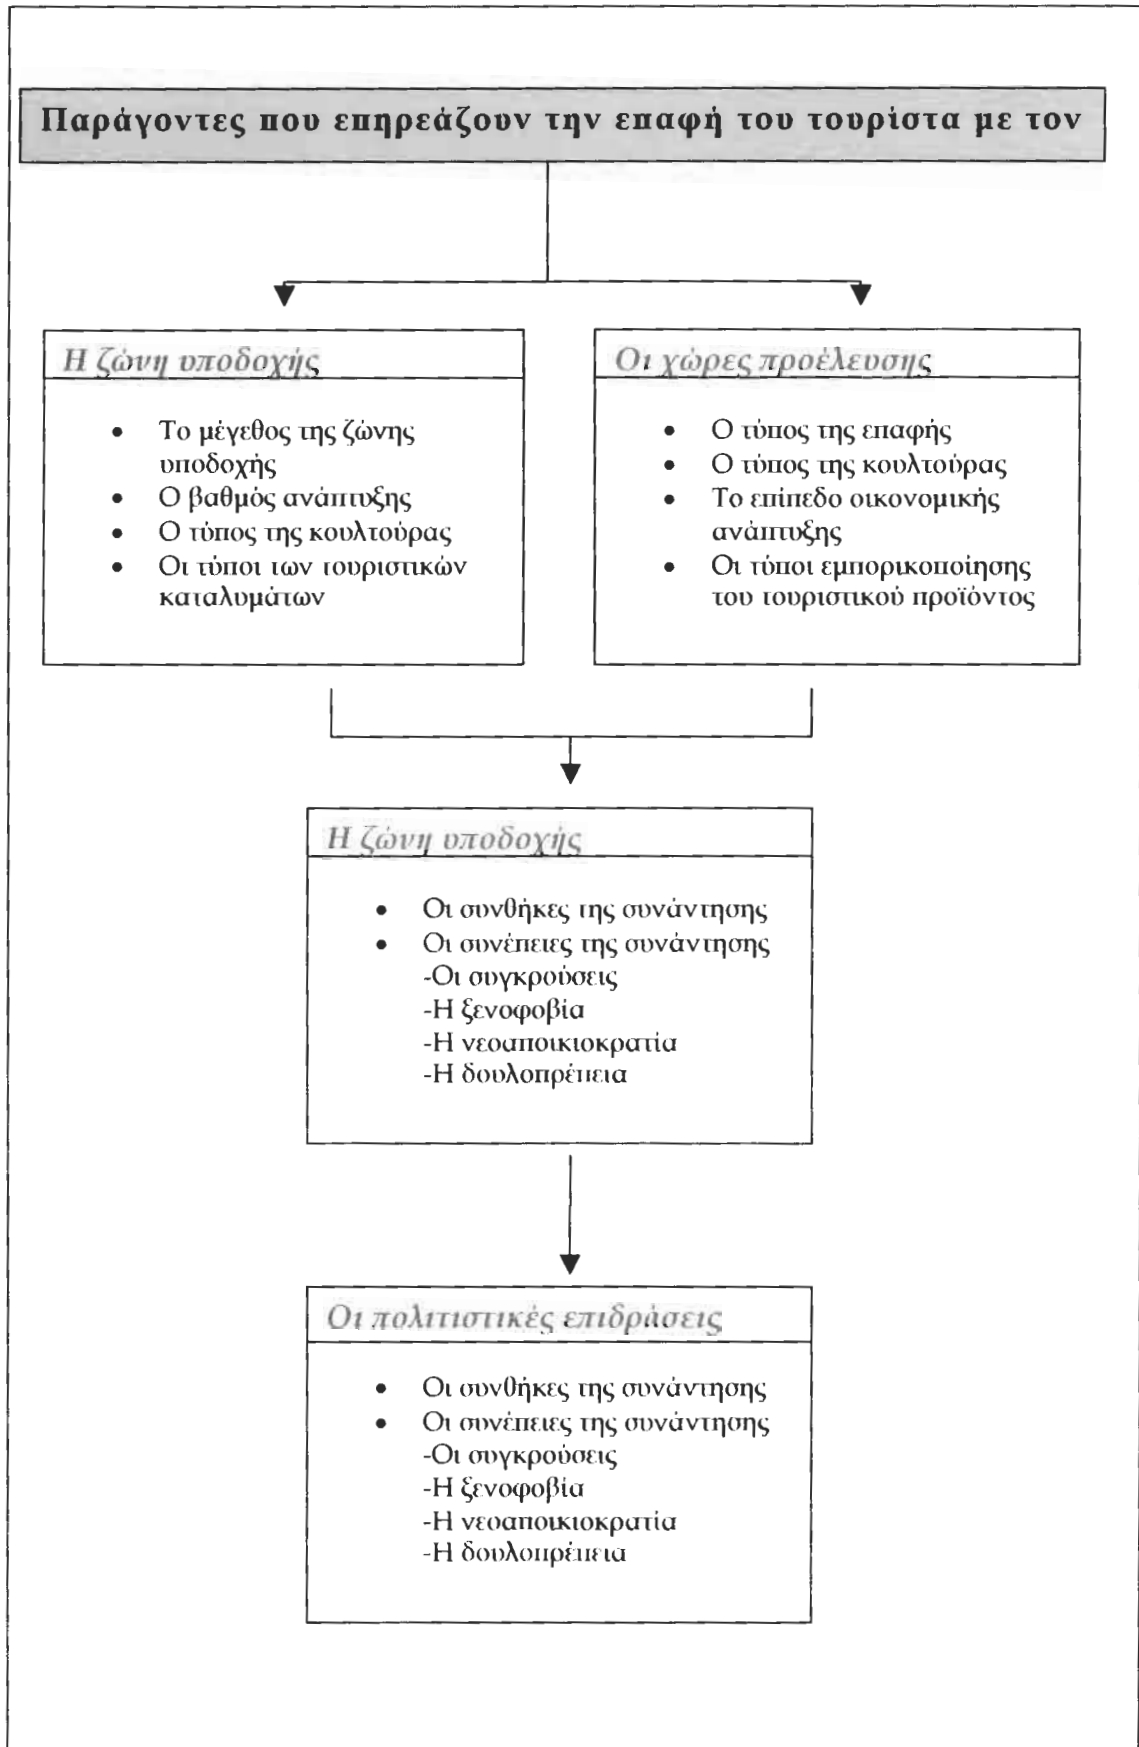 Παράγοντες που επηρεάζουν την επαφή του τουρίστα με τον
Η ζώνη υποδοχής
• Το μέγεθος της ζώνης
υποδοχής
• Ο βαθμός ανάπτυξης
• Ο τύπος της κουλτούρας
• Οι τύποι των τουριστικών
καταλυμάτων
Οι χώρες προέλευσης
• Ο τύπος της επαφής
• Ο τύπος της κουλτούρας
• Το επίπεδο οικονομικής
ανάπτυξης
• Οι τύποι εμπορικοποίησης
του τουριστικού προϊόντος
Η ζώνη υποδοχής
• Οι συνθήκες της συνάντησης
• Οι συνέπειες της συνάντησης
-Οι συγκρούσεις
-Η ξενοφοβία
-Η νεοαποικιοκρατία
-Η δουλοπρέπεια
Οι πολιτιστικές επιδράσεις
• Οι συνθήκες της συνάντησης
• Οι συνέπειες της συνάντησης
-Οι συγκρούσεις
-Η ξενοφοβία
-Η νεοαποικιοκρατία
-Η δουλοπρέπεια